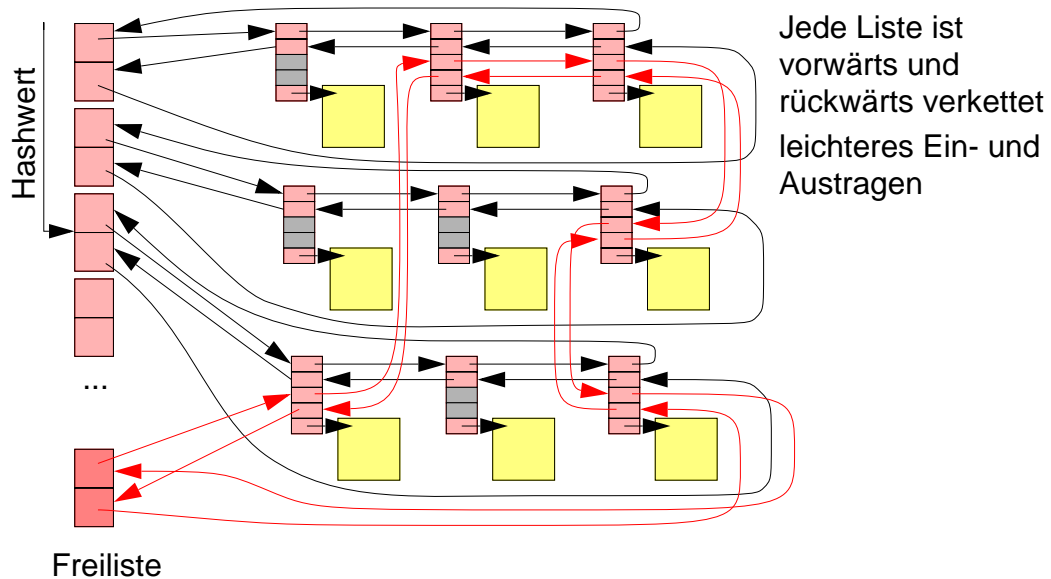 Hashwert
Jede Liste ist
vorwärts und
rückwärts verkettet
leichteres Ein- und
Austragen
...
Freiliste